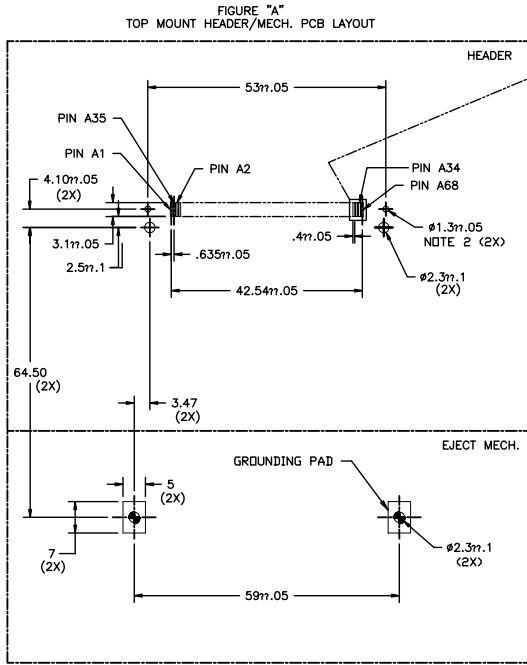 FIGURE "A"
TOP MOUNT HEADER/MECH. PCB LAYOUT
HEADER
53??.05
PIN A35
PIN A1
PIN A2
PIN A34
PIN A68
4.10??.05
(2X)
3.1??.05
2.5??.1
.635??.05
.4??.05
ø1.3??.05
NOTE 2 (2X)
ø2.3??.1
(2X)
42.54??.05
64.50
(2X)
3.47
(2X)
EJECT MECH.
GROUNDING PAD
5
(2X)
7
(2X)
ø2.3??.1
(2X)
59??.05